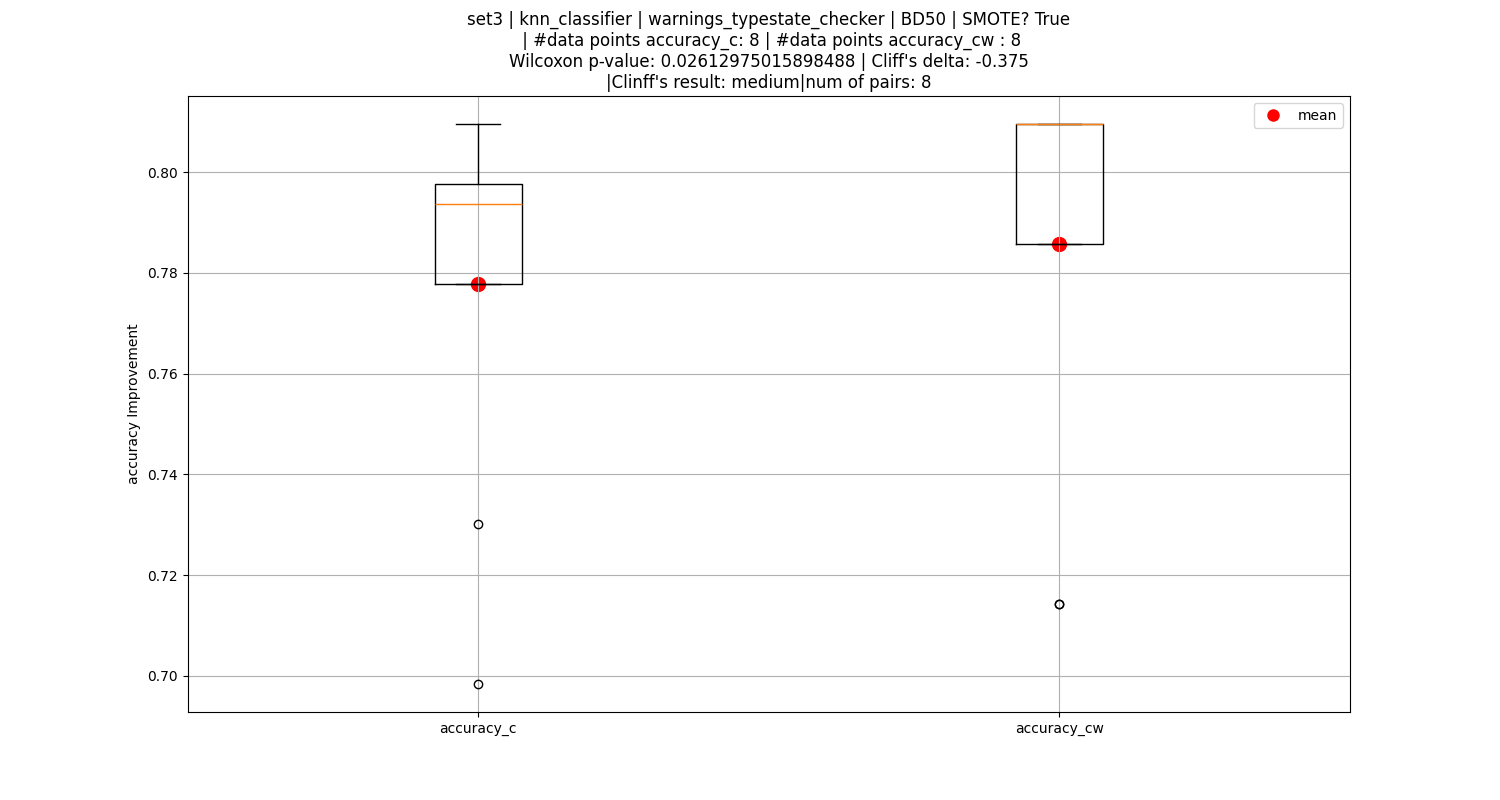 set3 | knn_classifier | warnings_typestate_checker | BD50 | SMOTE? True
| #data points accuracy_c: 8 | #data points accuracy_cw : 8
Wilcoxon p-value: 0.02612975015898488 | Cliff's delta: -0.375
|Clinff's result: medium|num of pairs: 8
mean
0.80
0.78
0.76
0.74
0.72
0.70
accuracy Improvement
accuracy_c
accuracy_cw